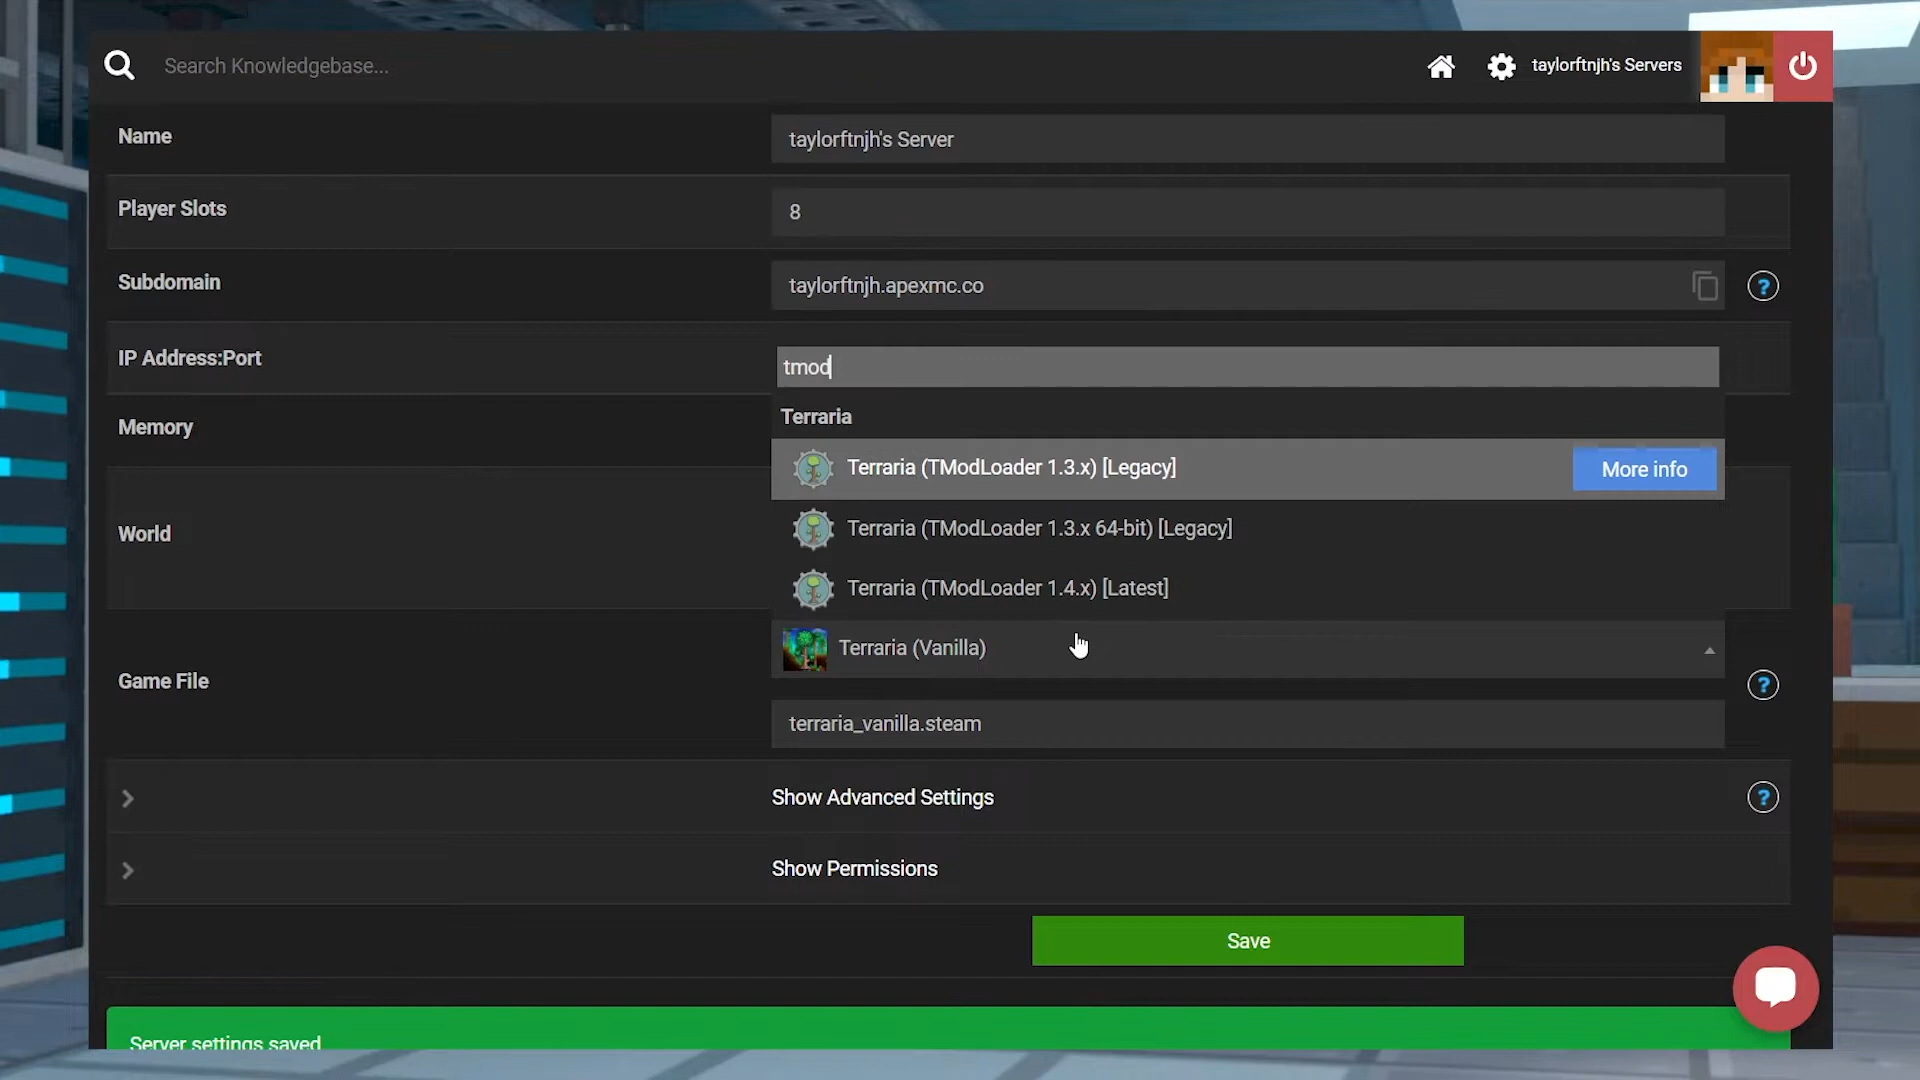 Search Knowledgebase...
taylorftnjh's Servers
Name
taylorftnjh's Server
Player Slots
8
Subdomain
taylorftnjh.apexmc.co
?
IP Address:Port
tmod
Terraria
Memory
Terraria (TModLoader 1.3.x) [Legacy]
More info
Terraria (TModLoader 1.3.x 64-bit) [Legacy]
World
Terraria (TModLoader 1.4.x) [Latest]
Terraria (Vanilla)
Game File
?
terraria_vanilla.steam
Show Advanced Settings
?
Show Permissions
Save
Server settings saved